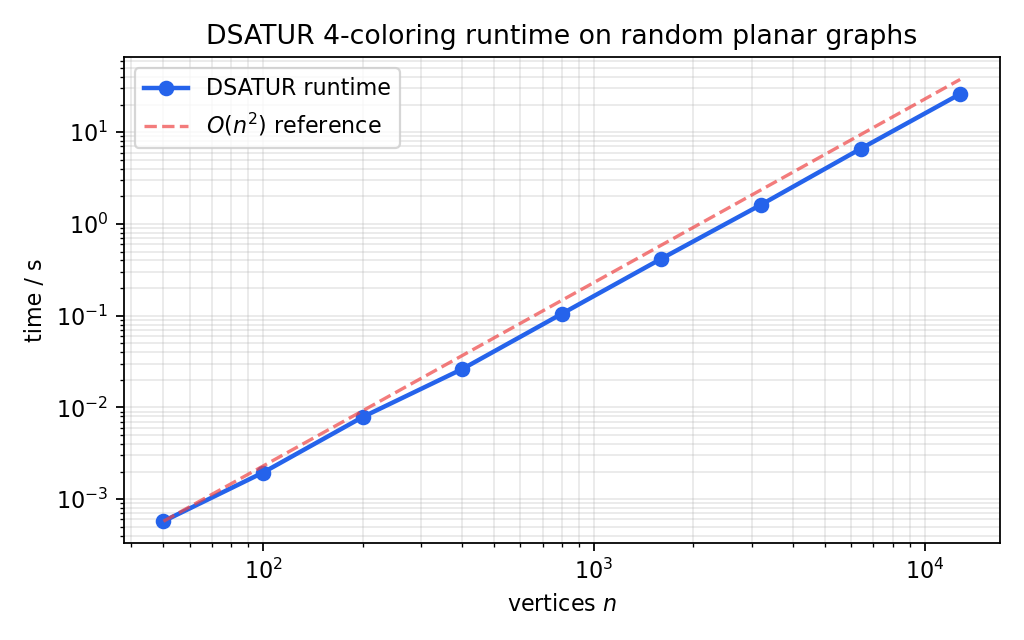 DSATUR 4-coloring runtime on random planar graphs
DSATUR runtime
O(n²) reference
time / s
10¹
10⁰
10⁻¹
10⁻²
10⁻³
10²
10³
10⁴
vertices n